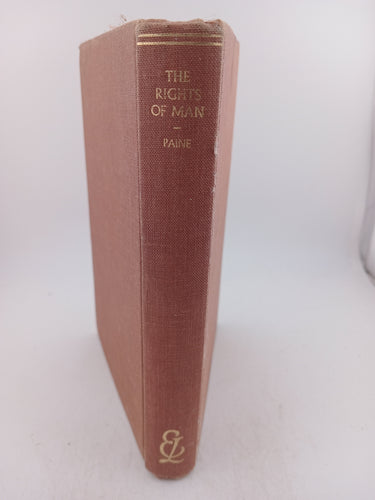 THE
RIGHTS
OF MAN
PAINE
EL